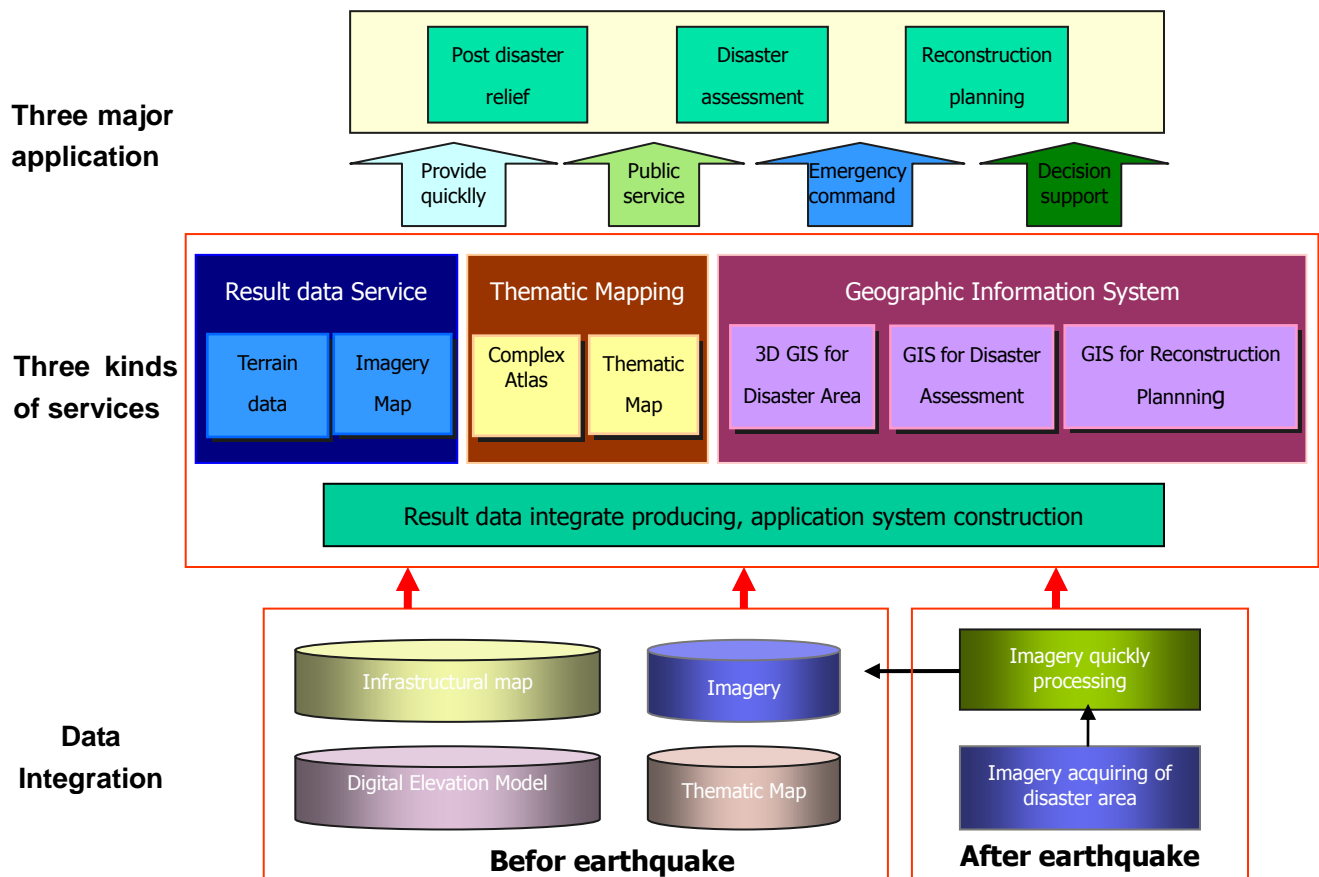 Three major
application
Post disaster
relief
Disaster
assessment
Reconstruction
planning
Provide
quicklly
Public
service
Emergency
command
Decision
support
Three kinds
of services
Result data Service
Terrain
data
Imagery
Map
Thematic Mapping
Complex
Atlas
Thematic
Map
Geographic Information System
3D GIS for
Disaster Area
GIS for Disaster
Assessment
GIS for Reconstruction
Plannning
Result data integrate producing, application system construction
Data
Integration
Infrastructural map
Imagery
Digital Elevation Model
Thematic Map
Befor earthquake
Imagery quickly
processing
Imagery acquiring of
disaster area
After earthquake